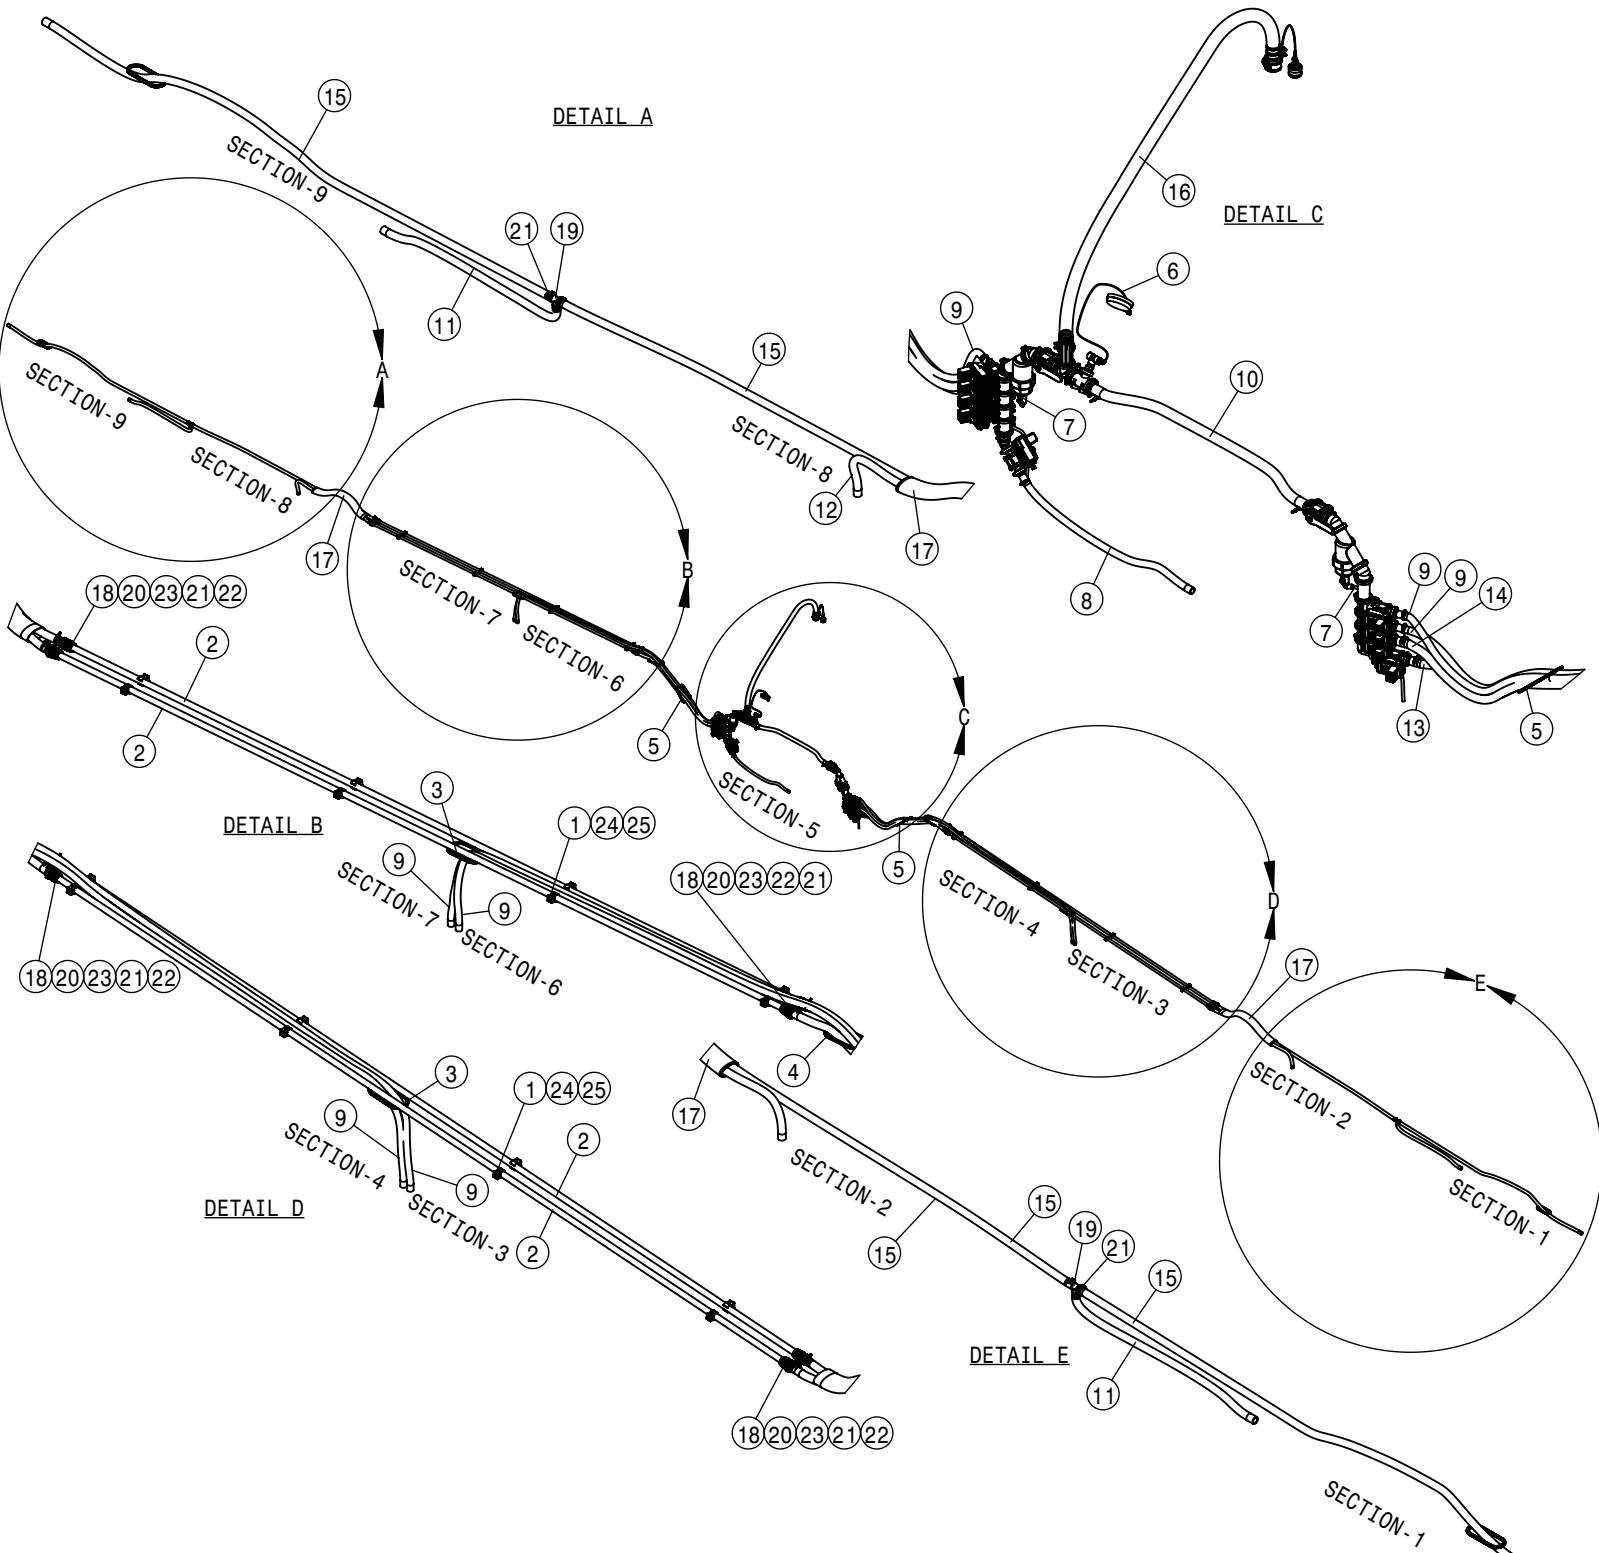 15
DETAIL A
SECTION-9
16
DETAIL C
21
19
11
6
9
15
10
A
SECTION-9
7
SECTION-8
SECTION-8
12
17
17
B
8
9
9
14
7
SECTION-7
SECTION-6
18 20 23 21 22
2
2
5
C
13
5
3
DETAIL B
SECTION-5
1 24 25
9
SECTION-7
9
SECTION-6
18 20 23 22 21
5
SECTION-4
D
SECTION-3
17
E
18 20 23 21 22
4
3
1 24 25
9
SECTION-4
2
9
DETAIL D
SECTION-3
2
17
SECTION-2
SECTION-2
SECTION-1
15
15
19
21
15
DETAIL E
11
18 20 23 21 22
SECTION-1